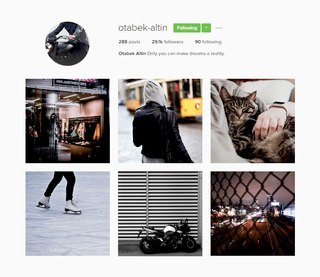 otabek-altin Following
288 posts 29.1k followers 90 following
Otabek Altin Only you can make dreams a reality.